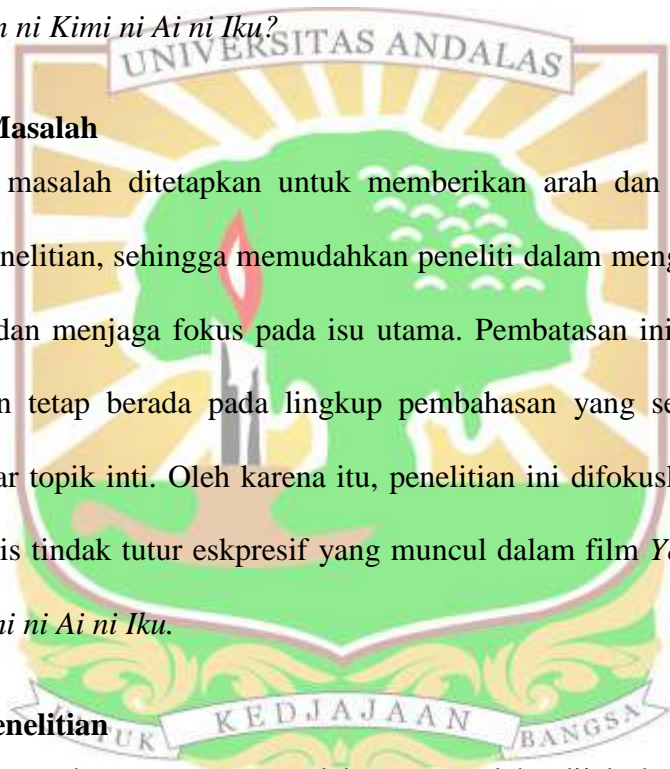 n ni Kimi ni Ai ni Iku?
UNIVERSITAS ANDALAS
Masalah
masalah ditetapkan untuk memberikan arah dan
nelitian, sehingga memudahkan peneliti dalam meng
dan menjaga fokus pada isu utama. Pembatasan ini
n tetap berada pada lingkup pembahasan yang se
ar topik inti. Oleh karena itu, penelitian ini difokus
is tindak tutur eskpresif yang muncul dalam film Y
ni ni Ai ni Iku.
enelitian
UNTUK KEDJAJAAN BANGSA